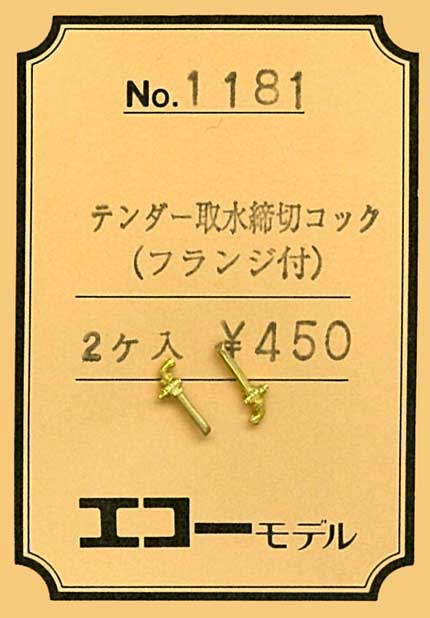 No.1181
テンダー取水締切コック
(フランジ付)
2ケ入 ¥450
エコーモデル